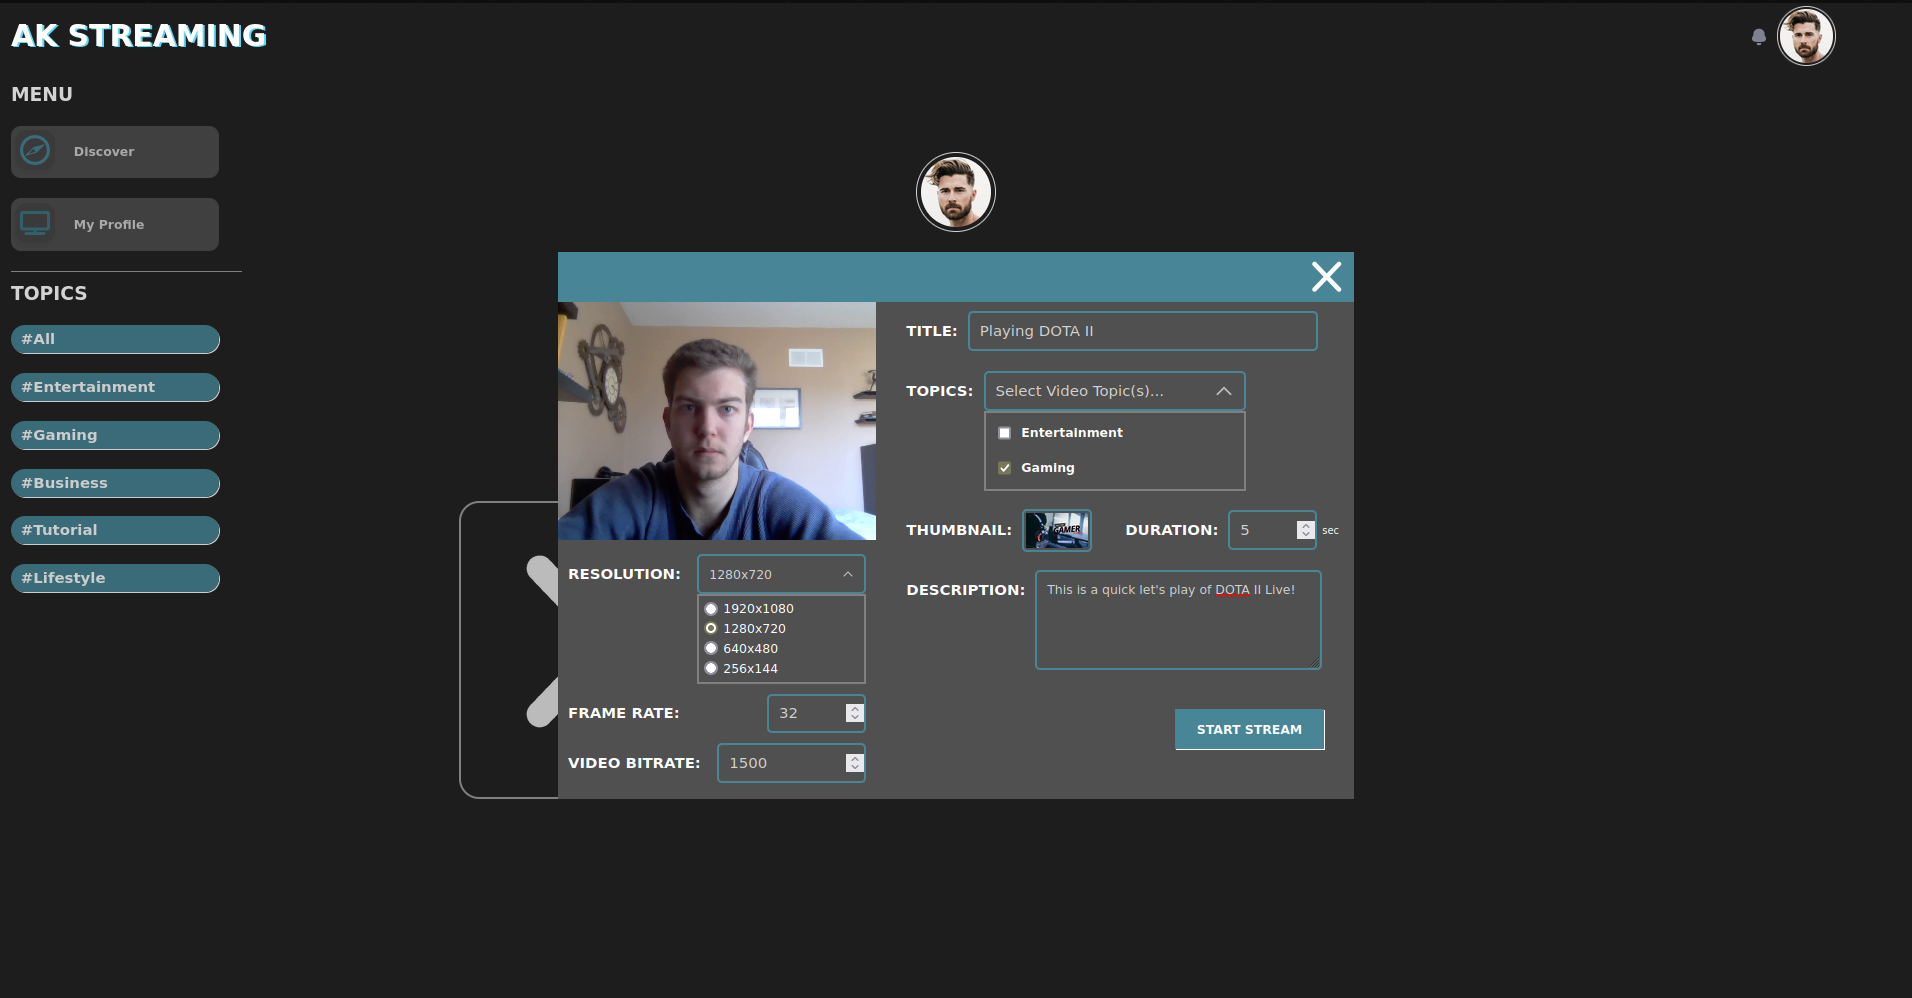 AK STREAMING
MENU
Discover
My Profile
TOPICS
#All
#Entertainment
#Gaming
#Business
#Tutorial
#Lifestyle
TITLE: Playing DOTA II
TOPICS: Select Video Topic(s)...
Entertainment
Gaming
THUMBNAIL: GAMER DURATION: 5 sec
DESCRIPTION: This is a quick let's play of DOTA II Live!
RESOLUTION: 1280x720
1920x1080
1280x720
640x480
256x144
FRAME RATE: 32
VIDEO BITRATE: 1500
START STREAM